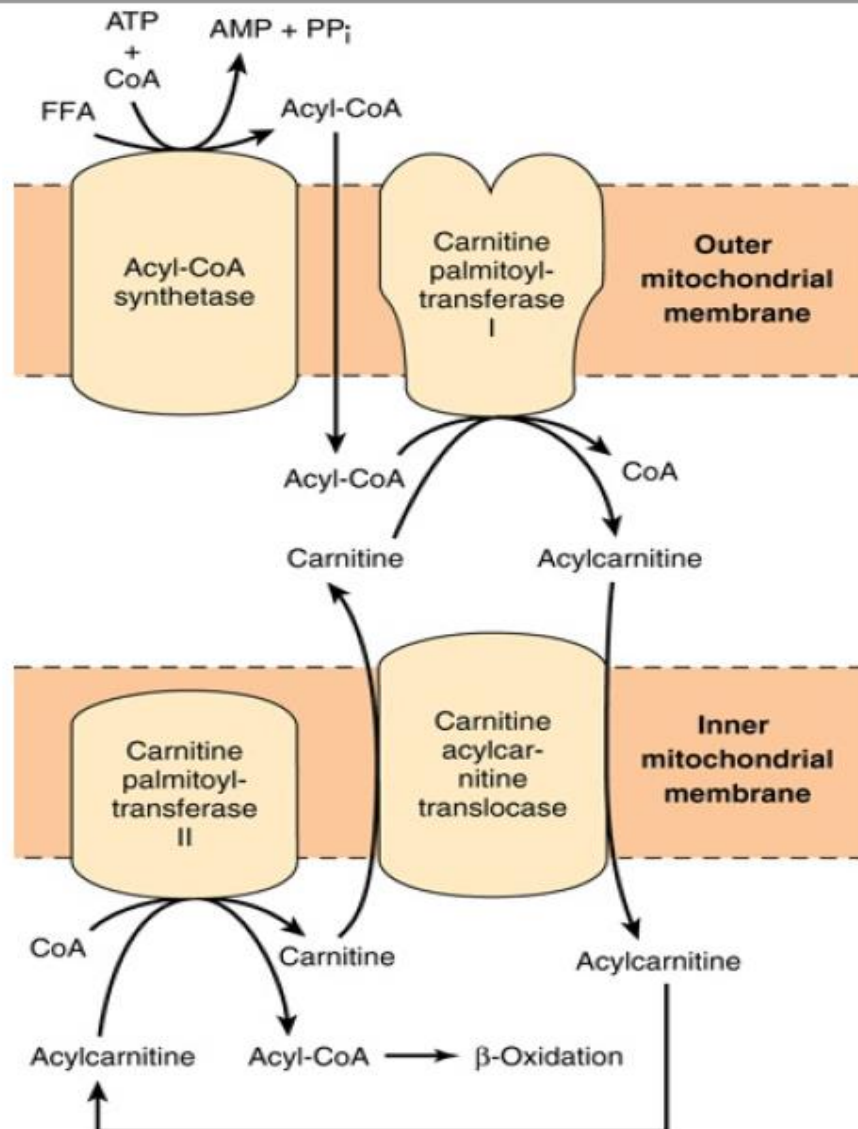 ATP
+
CoA
AMP + PPi
FFA
Acyl-CoA
Acyl-CoA
synthetase
Carnitine
palmitoyl-
transferase
I
Outer
mitochondrial
membrane
Acyl-CoA
CoA
Carnitine
Acylcarnitine
Carnitine
palmitoyl-
transferase
II
Carnitine
acylcar-
nitine
translocase
Inner
mitochondrial
membrane
CoA
Carnitine
Acylcarnitine
Acylcarnitine
Acyl-CoA
β-Oxidation